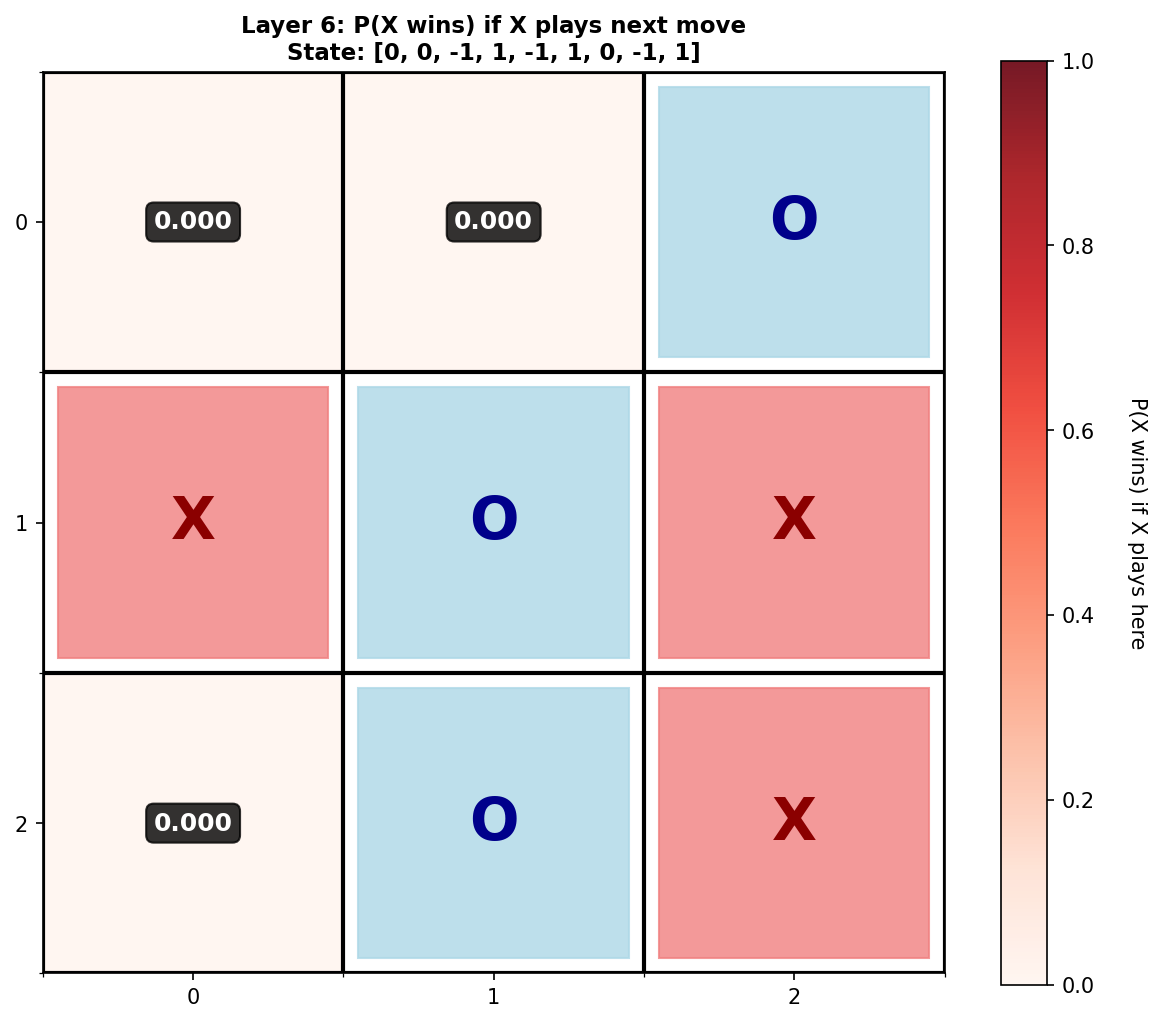 Layer 6: P(X wins) if X plays next move
State: [0, 0, -1, 1, -1, 1, 0, -1, 1]
0
0.000
0.000
O
1
X
O
X
2
0.000
O
X
0
1
2
1.0
0.8
0.6
0.4
0.2
0.0
P(X wins) if X plays here